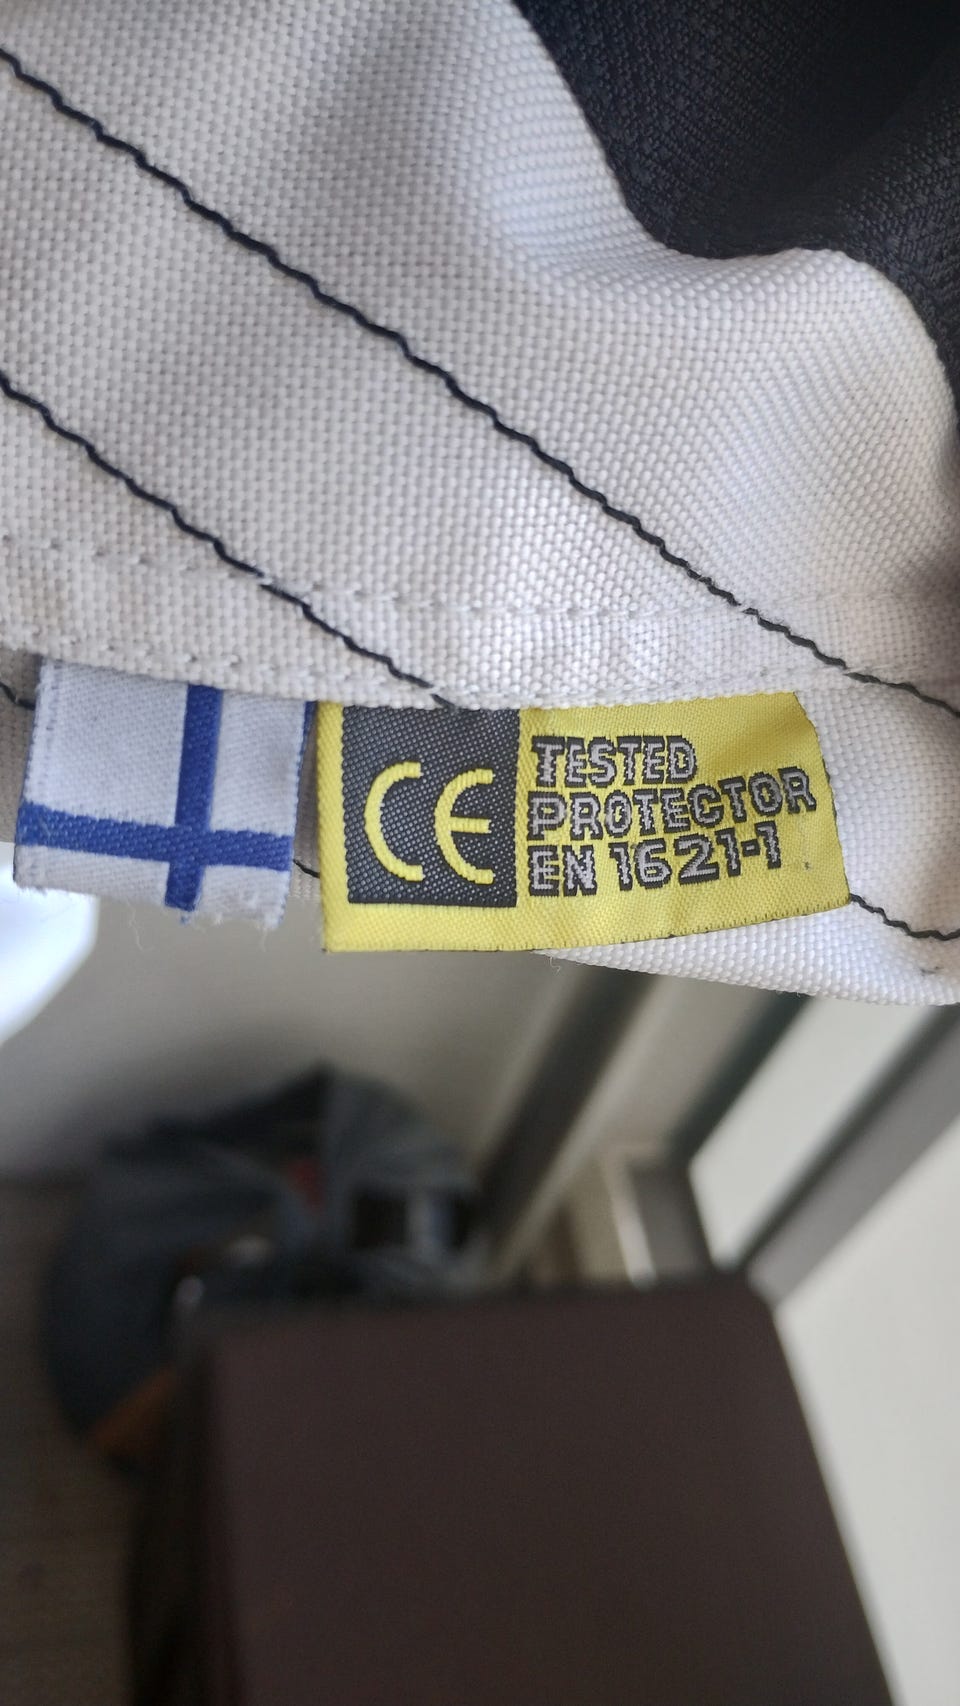 CE
TESTED
PROTECTOR
EN 1621-1